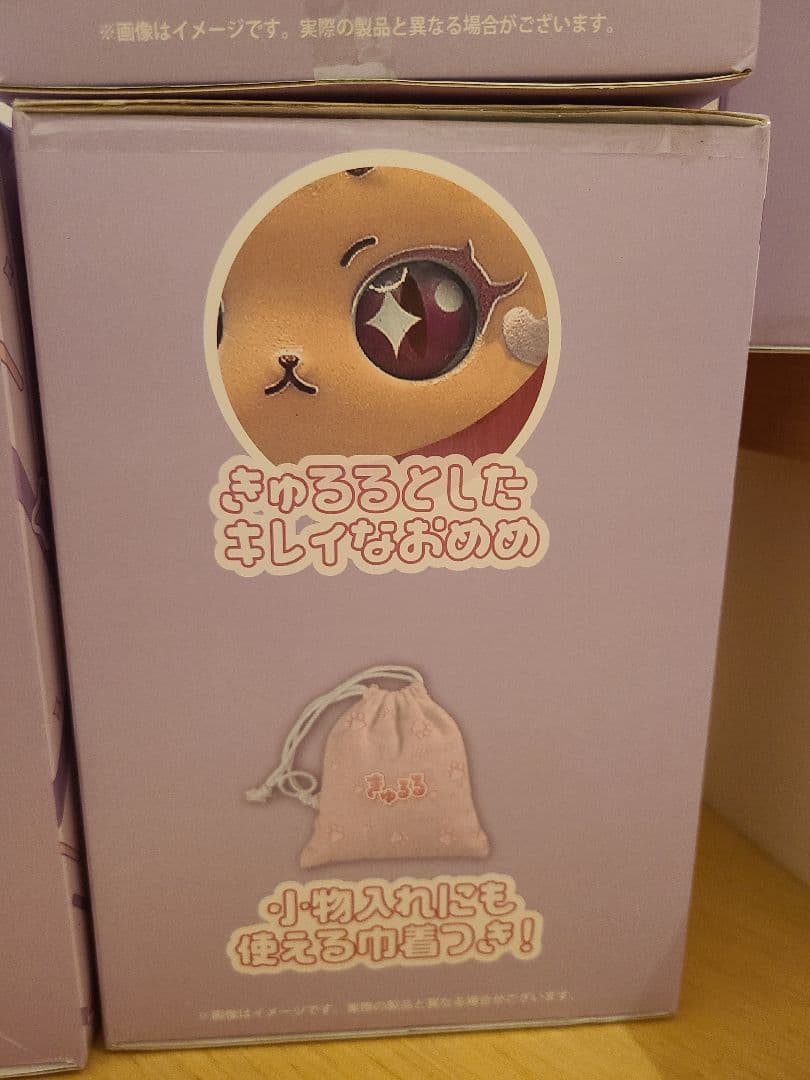 ※画像はイメージです。実際の製品と異なる場合がございます。
きゅるるとした
キレイなおめめ
きゅるる
小物入れにも
使える巾着つき!
※画像はイメージです。実際の製品と異なる場合がございます。